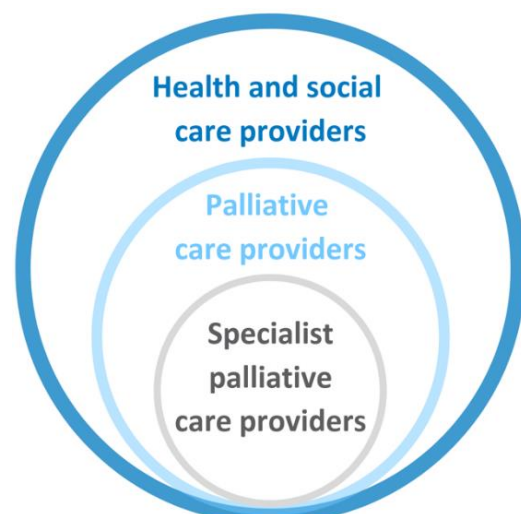 Health and social
care providers
Palliative
care providers
Specialist
palliative
care providers